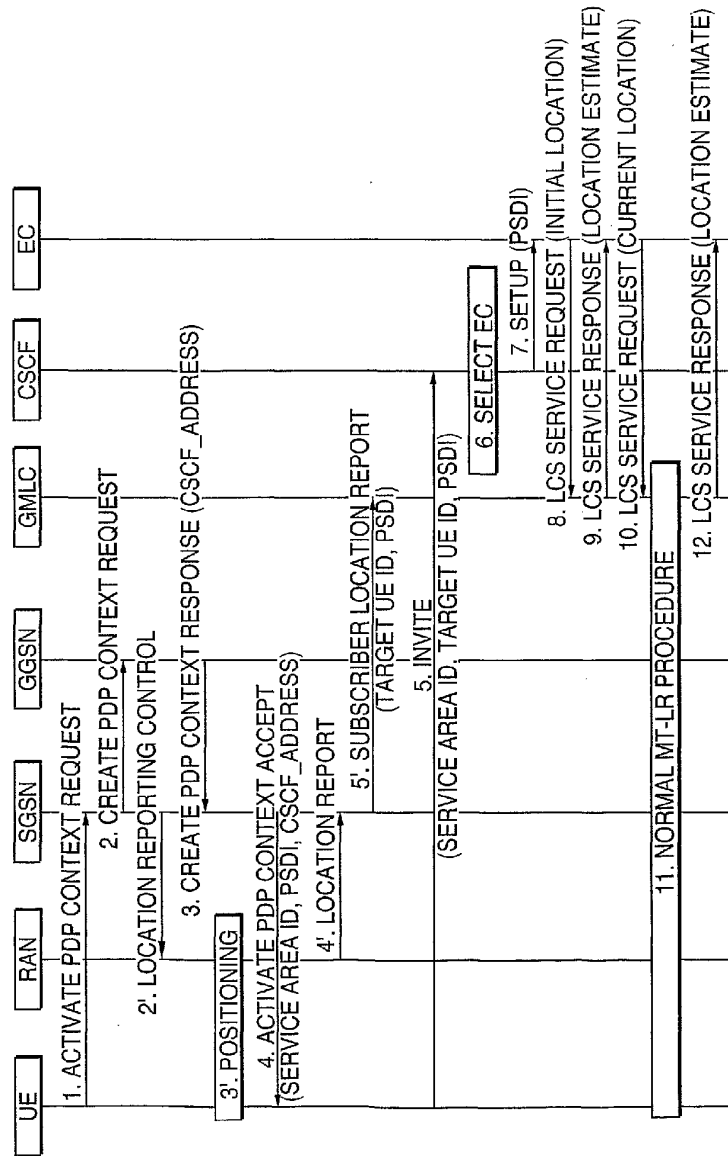 UE
RAN
SGSN
GGSN
GMLC
CSCF
EC
1. ACTIVATE PDP CONTEXT REQUEST
2. CREATE PDP CONTEXT REQUEST
2'. LOCATION REPORTING CONTROL
3. CREATE PDP CONTEXT RESPONSE (CSCF_ADDRESS)
3'. POSITIONING
4. ACTIVATE PDP CONTEXT ACCEPT
(SERVICE AREA ID, PSDI, CSCF_ADDRESS)
4'. LOCATION REPORT
5'. SUBSCRIBER LOCATION REPORT
(TARGET UE ID, PSDI)
5. INVITE
(SERVICE AREA ID, TARGET UE ID, PSDI)
6. SELECT EC
7. SETUP (PSDI)
8. LCS SERVICE REQUEST (INITIAL LOCATION)
9. LCS SERVICE RESPONSE (LOCATION ESTIMATE)
10. LCS SERVICE REQUEST (CURRENT LOCATION)
11. NORMAL MT-LR PROCEDURE
12. LCS SERVICE RESPONSE (LOCATION ESTIMATE)